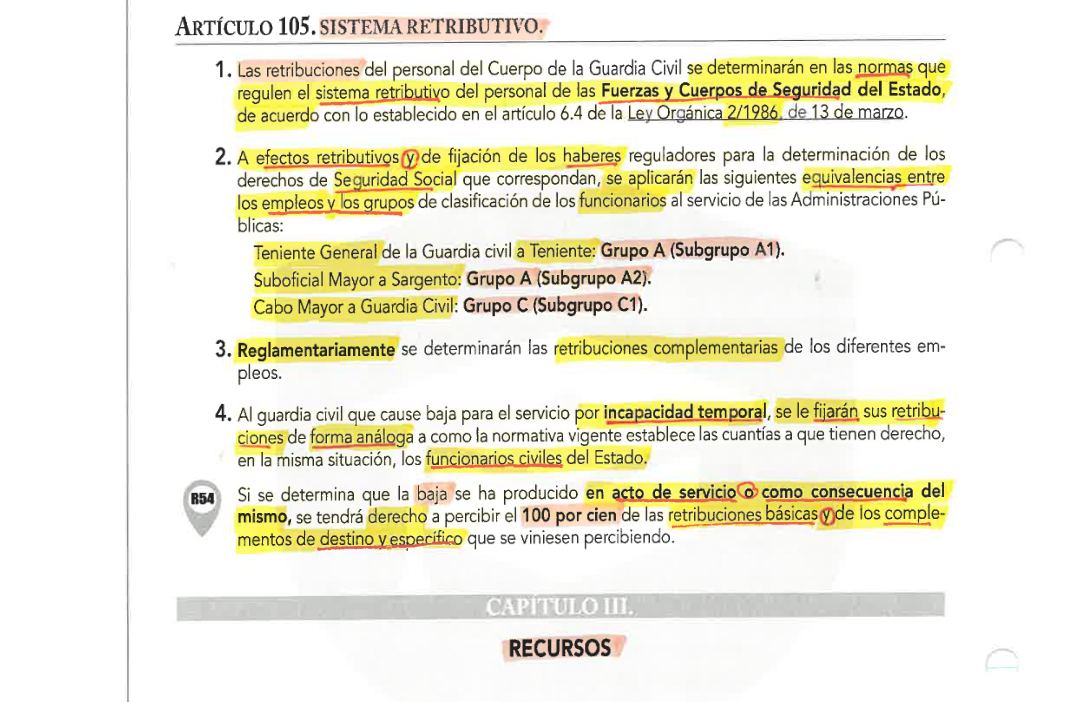 ARTÍCULO 105. SISTEMA RETRIBUTIVO.
1. Las retribuciones del personal del Cuerpo de la Guardia Civil se determinarán en las normas que
regulen el sistema retributivo del personal de las Fuerzas y Cuerpos de Seguridad del Estado,
de acuerdo con lo establecido en el artículo 6.4 de la Ley Orgánica 2/1986, de 13 de marzo.
2. A efectos retributivos y de fijación de los haberes reguladores para la determinación de los
derechos de Seguridad Social que correspondan, se aplicarán las siguientes equivalencias entre
los empleos y los grupos de clasificación de los funcionarios al servicio de las Administraciones Pú-
blicas:
Teniente General de la Guardia civil a Teniente: Grupo A (Subgrupo A1).
Suboficial Mayor a Sargento: Grupo A (Subgrupo A2).
Cabo Mayor a Guardia Civil: Grupo C (Subgrupo C1).
3. Reglamentariamente se determinarán las retribuciones complementarias de los diferentes em-
pleos.
4. Al guardia civil que cause baja para el servicio por incapacidad temporal, se le fijarán sus retribu-
ciones de forma análoga a como la normativa vigente establece las cuantías a que tienen derecho,
en la misma situación, los funcionarios civiles del Estado.
R54
Si se determina que la baja se ha producido en acto de servicio o como consecuencia del
mismo, se tendrá derecho a percibir el 100 por cien de las retribuciones básicas y de los comple-
mentos de destino y específico que se viniesen percibiendo.
CAPÍTULO III.
RECURSOS